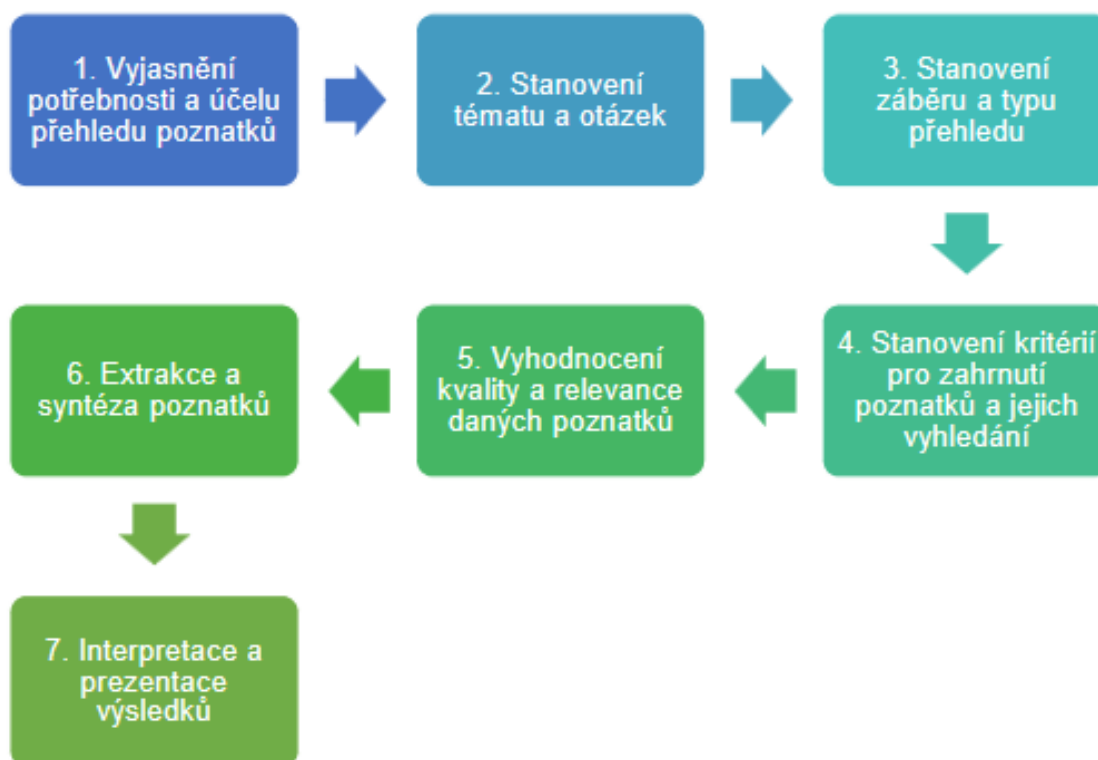 1. Vyjasnění
potřebnosti a účelu
přehledu poznatků
2. Stanovení
tématu a otázek
3. Stanovení
záběru a typu
přehledu
4. Stanovení kritérií
pro zahrnutí
poznatků a jejich
vyhledání
5. Vyhodnocení
kvality a relevance
daných poznatků
6. Extrakce a
syntéza poznatků
7. Interpretace a
prezentace
výsledků